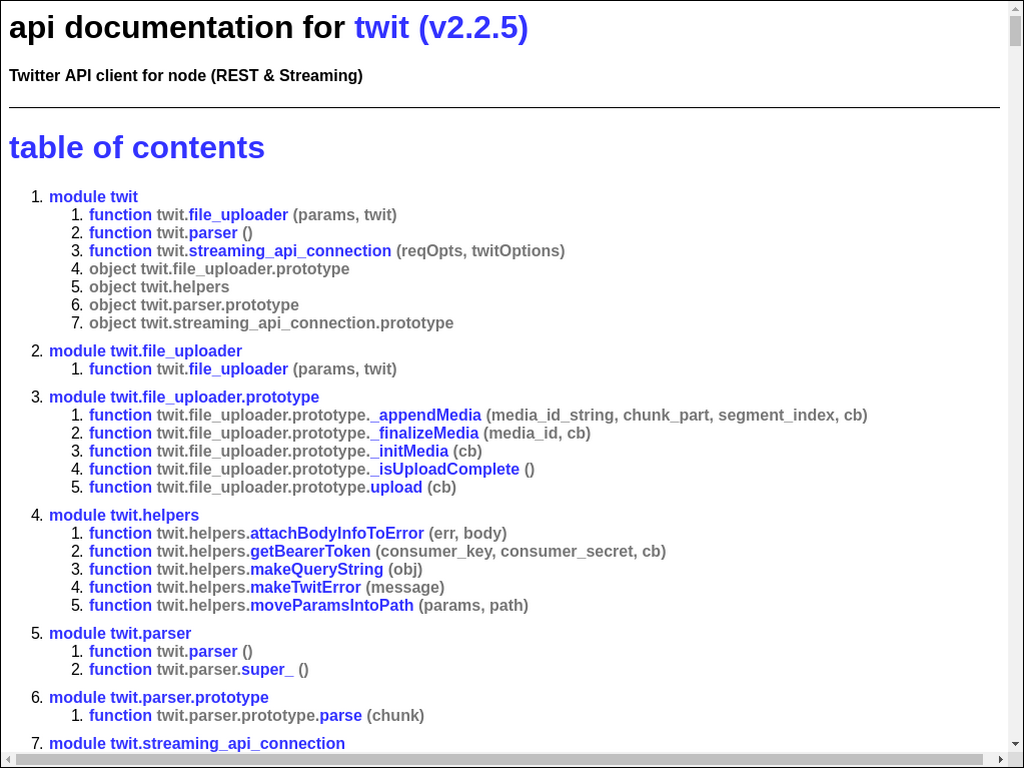 api documentation for twit (v2.2.5)
Twitter API client for node (REST & Streaming)
table of contents
1. module twit
1. function twit.file_uploader (params, twit)
2. function twit.parser ()
3. function twit.streaming_api_connection (reqOpts, twitOptions)
4. object twit.file_uploader.prototype
5. object twit.helpers
6. object twit.parser.prototype
7. object twit.streaming_api_connection.prototype
2. module twit.file_uploader
1. function twit.file_uploader (params, twit)
3. module twit.file_uploader.prototype
1. function twit.file_uploader.prototype._appendMedia (media_id_string, chunk_part, segment_index, cb)
2. function twit.file_uploader.prototype._finalizeMedia (media_id, cb)
3. function twit.file_uploader.prototype._initMedia (cb)
4. function twit.file_uploader.prototype._isUploadComplete ()
5. function twit.file_uploader.prototype.upload (cb)
4. module twit.helpers
1. function twit.helpers.attachBodyInfoToError (err, body)
2. function twit.helpers.getBearerToken (consumer_key, consumer_secret, cb)
3. function twit.helpers.makeQueryString (obj)
4. function twit.helpers.makeTwitError (message)
5. function twit.helpers.moveParamsIntoPath (params, path)
5. module twit.parser
1. function twit.parser ()
2. function twit.parser.super_ ()
6. module twit.parser.prototype
1. function twit.parser.prototype.parse (chunk)
7. module twit.streaming_api_connection